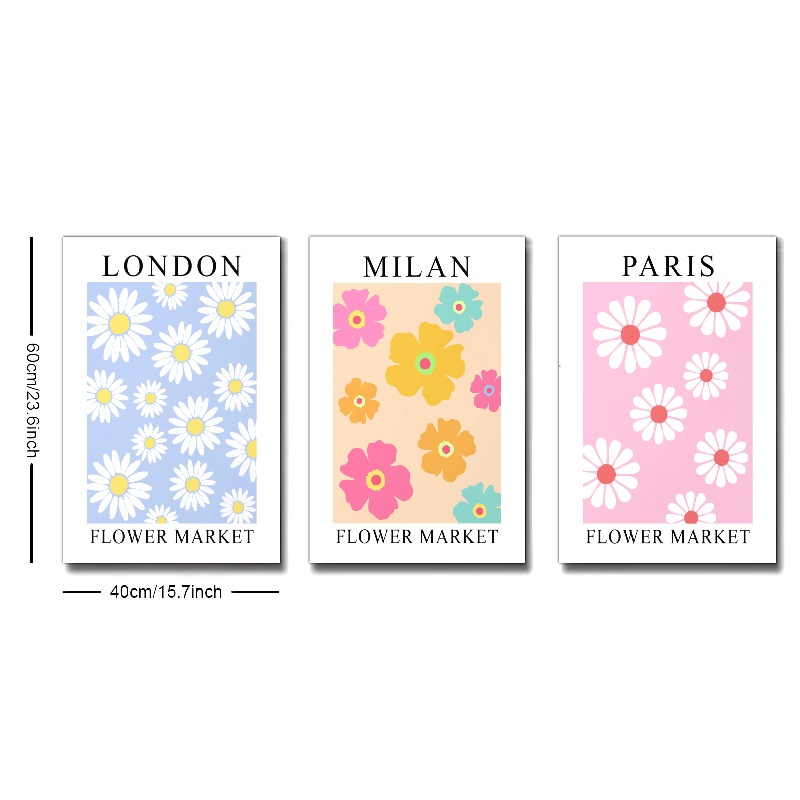 LONDON
FLOWER MARKET
MILAN
FLOWER MARKET
PARIS
FLOWER MARKET
60cm/23.6inch
40cm/15.7inch